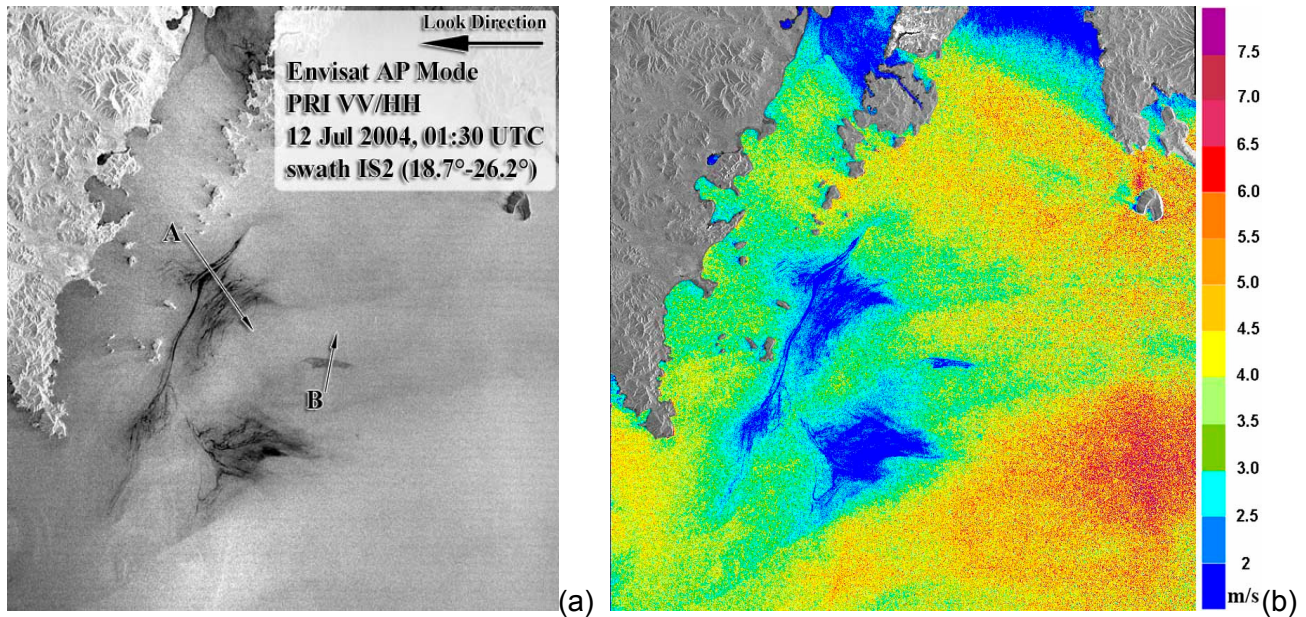 Look Direction
Envisat AP Mode
PRI VV/HH
12 Jul 2004, 01:30 UTC
swath IS2 (18.7°-26.2°)
A
B
(a)
7.5
7.0
6.5
6.0
5.5
5.0
4.5
4.0
3.5
3.0
2.5
2
m/s
(b)